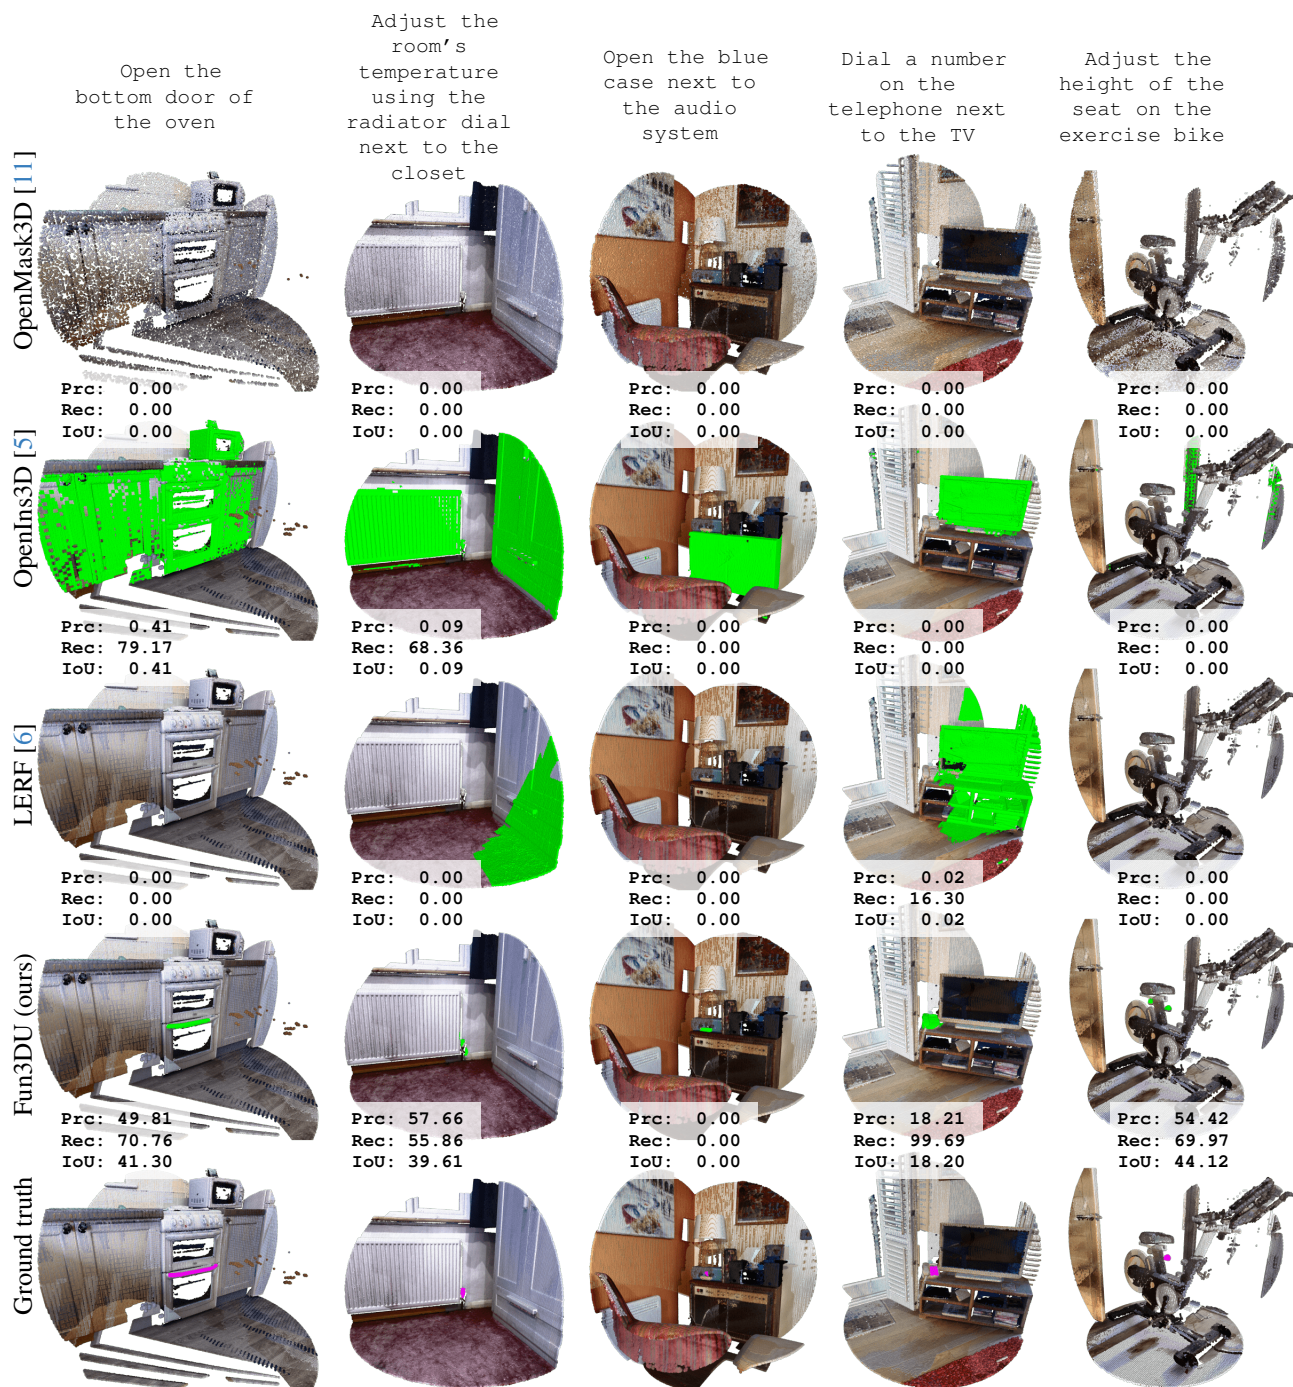 Open the
bottom door of
the oven
Adjust the
room's
temperature
using the
radiator dial
next to the
closet
Open the blue
case next to
the audio
system
Dial a number
on the
telephone next
to the TV
Adjust the
height of the
seat on the
exercise bike
OpenMask3D [11]
Prc: 0.00
Rec: 0.00
IoU: 0.00
Prc: 0.00
Rec: 0.00
IoU: 0.00
Prc: 0.00
Rec: 0.00
IoU: 0.00
Prc: 0.00
Rec: 0.00
IoU: 0.00
Prc: 0.00
Rec: 0.00
IoU: 0.00
OpenIns3D [5]
Prc: 0.41
Rec: 79.17
IoU: 0.41
Prc: 0.09
Rec: 68.36
IoU: 0.09
Prc: 0.00
Rec: 0.00
IoU: 0.00
Prc: 0.00
Rec: 0.00
IoU: 0.00
Prc: 0.00
Rec: 0.00
IoU: 0.00
LERF [6]
Prc: 0.00
Rec: 0.00
IoU: 0.00
Prc: 0.00
Rec: 0.00
IoU: 0.00
Prc: 0.00
Rec: 0.00
IoU: 0.00
Prc: 0.02
Rec: 16.30
IoU: 0.02
Prc: 0.00
Rec: 0.00
IoU: 0.00
Fun3DU (ours)
Prc: 49.81
Rec: 70.76
IoU: 41.30
Prc: 57.66
Rec: 55.86
IoU: 39.61
Prc: 0.00
Rec: 0.00
IoU: 0.00
Prc: 18.21
Rec: 99.69
IoU: 18.20
Prc: 54.42
Rec: 69.97
IoU: 44.12
Ground truth